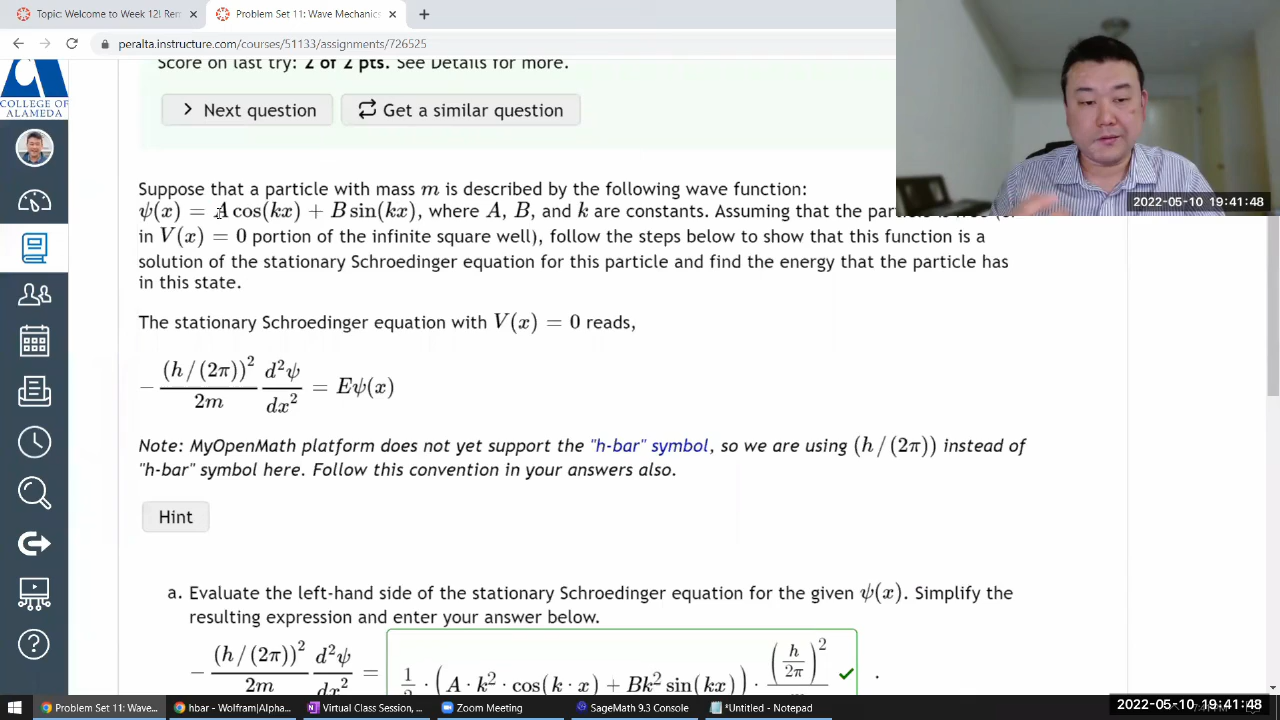 Welcome to Week 12! Rem
Problem Set 11: Wave Mechanics
peralta.instructure.com/courses/51133/assignments/726525
Score on last try: 2 of 2 pts. See Details for more.
Next question
Get a similar question
2022-05-10 19:41:48
COLLEGE OF
ALAMEDA
Suppose that a particle with mass m is described by the following wave function:
ψ(x) = A cos(kx) + B sin(kx), where A, B, and k are constants. Assuming that the
in V(x) = 0 portion of the infinite square well), follow the steps below to show that this function is a
solution of the stationary Schroedinger equation for this particle and find the energy that the particle has
in this state.
The stationary Schroedinger equation with V(x) = 0 reads,
− (h/(2π))² / 2m d²ψ / dx² = Eψ(x)
Note: MyOpenMath platform does not yet support the "h-bar" symbol, so we are using (h/(2π)) instead of
"h-bar" symbol here. Follow this convention in your answers also.
Hint
a. Evaluate the left-hand side of the stationary Schroedinger equation for the given ψ(x). Simplify the
resulting expression and enter your answer below.
− (h/(2π))² / 2m d²ψ / dx² = 1/2 · (A · k² · cos(k · x) + Bk² sin(kx)) · (h/2π)² / m .
Problem Set 11: Wave...
hbar - Wolfram|Alpha...
Virtual Class Session, ...
Zoom Meeting
SageMath 9.3 Console
*Untitled - Notepad
2022-05-10 19:41:48